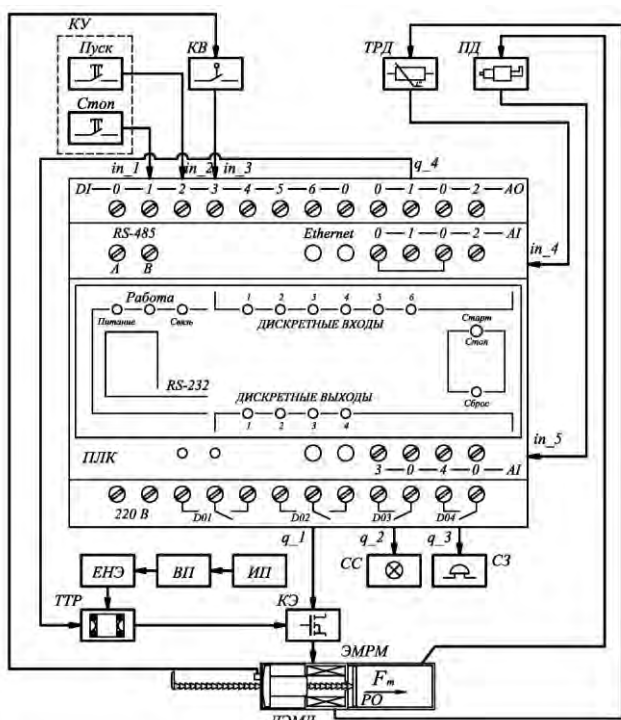 КУ
Пуск
КВ
ТРД
ПД
Стоп
in_1
in_2
in_3
q_4
DI 0 1 2 3 4 5 6 0 0 1 0 2 AO
RS-485
Ethernet 0 1 0 2 AI
A B
in_4
Работа
1 2 3 4 5 6
Питание
Связь
ДИСКРЕТНЫЕ ВХОДЫ
Старт
Стоп
RS-232
ДИСКРЕТНЫЕ ВЫХОДЫ
1 2 3 4
Сброс
ПЛК
in_5
3 0 4 0 AI
220 В
D01
D02
D03
D04
q_1
q_2
q_3
ЕНЭ
ВП
ИП
СС
СЗ
ТТР
КЭ
ЭМРМ
Fт
РО